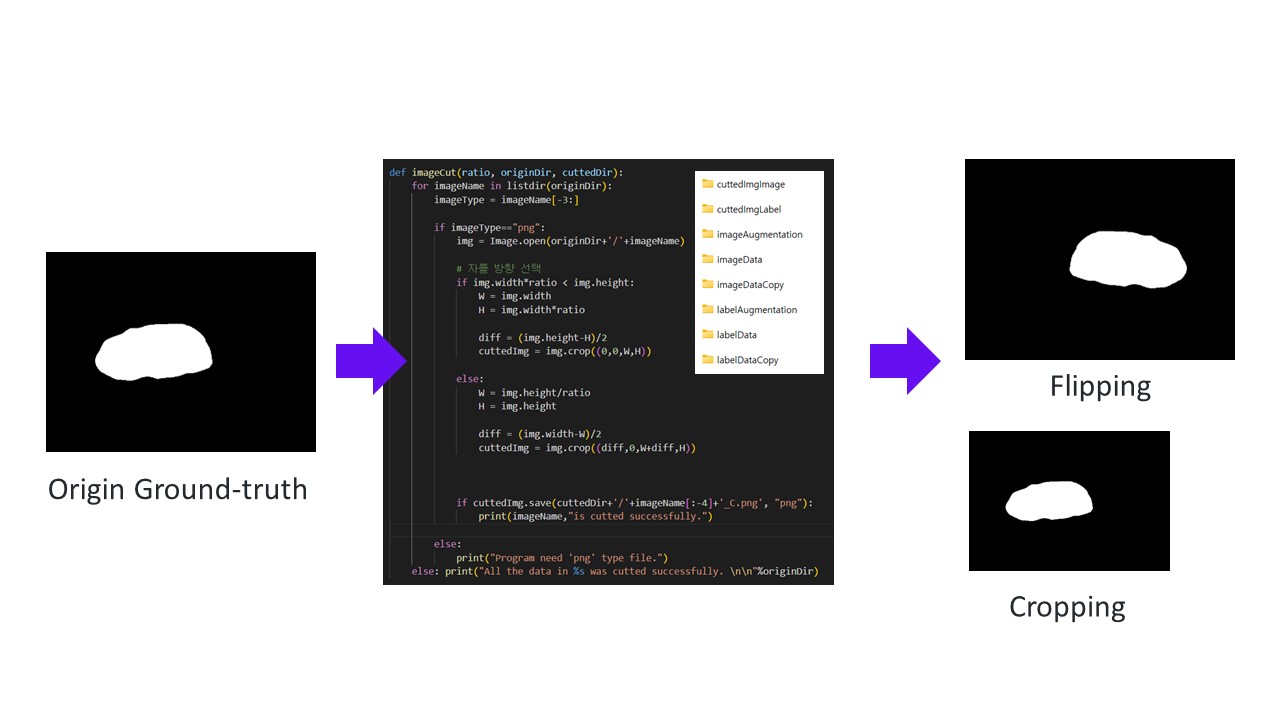 Origin Ground-truth
def imageCut(ratio, originDir, cuttedDir):
for imageName in listdir(originDir):
imageType = imageName[-3:]
if imageType=="png":
img = Image.open(originDir+'/'+imageName)
# 자를 방향 선택
if img.width*ratio < img.height:
W = img.width
H = img.width*ratio
diff = (img.height-H)/2
cuttedImg = img.crop((0,0,W,H))
else:
W = img.height/ratio
H = img.height
diff = (img.width-W)/2
cuttedImg = img.crop((diff,0,W+diff,H))
if cuttedImg.save(cuttedDir+'/'+imageName[:-4]+'_C.png', "png"):
print(imageName,"is cutted successfully.")
else:
print("Program need 'png' type file.")
else: print("All the data in %s was cutted successfully. \n\n"%originDir)
cuttedImgImage
cuttedImgLabel
imageAugmentation
imageData
imageDataCopy
labelAugmentation
labelData
labelDataCopy
Flipping
Cropping